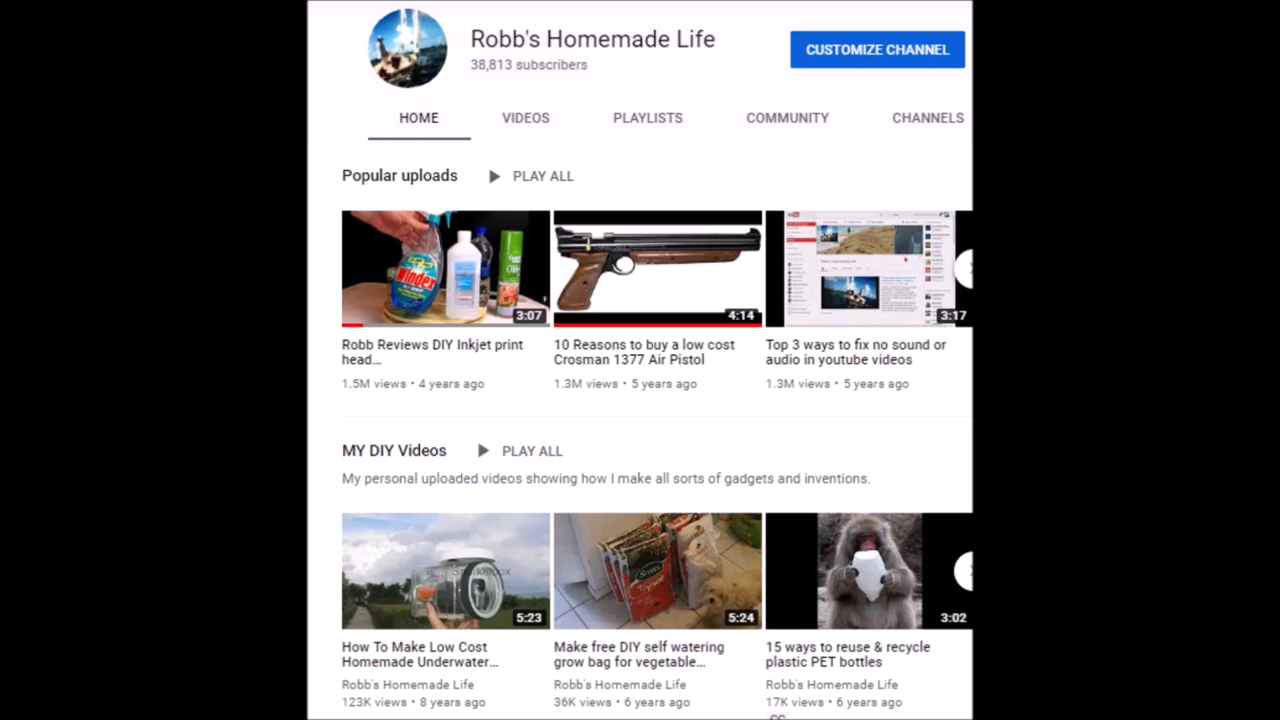 Robb's Homemade Life
38,813 subscribers
CUSTOMIZE CHANNEL
HOME
VIDEOS
PLAYLISTS
COMMUNITY
CHANNELS
Popular uploads
PLAY ALL
Windex
3:07
4:14
3:17
Robb Reviews DIY Inkjet print
head...
1.5M views • 4 years ago
10 Reasons to buy a low cost
Crosman 1377 Air Pistol
1.3M views • 5 years ago
Top 3 ways to fix no sound or
audio in youtube videos
1.3M views • 5 years ago
MY DIY Videos
PLAY ALL
My personal uploaded videos showing how I make all sorts of gadgets and inventions.
5:23
5:24
3:02
How To Make Low Cost
Homemade Underwater...
Robb's Homemade Life
123K views • 8 years ago
Make free DIY self watering
grow bag for vegetable...
Robb's Homemade Life
36K views • 6 years ago
15 ways to reuse & recycle
plastic PET bottles
Robb's Homemade Life
17K views • 6 years ago